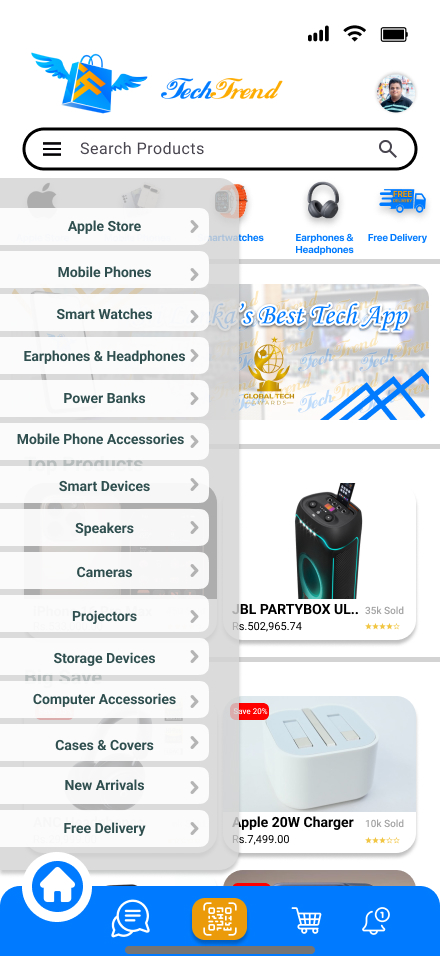 TechTrend
Search Products
Earphones &
Headphones
Free Delivery
FREE
DELIVERY
Apple Store
Mobile Phones
Smart Watches
Earphones & Headphones
Power Banks
Mobile Phone Accessories
Smart Devices
Speakers
Cameras
Projectors
Storage Devices
Computer Accessories
Cases & Covers
New Arrivals
Free Delivery
Best Tech App
GLOBAL TECH
AWARDS
Top Products
JBL PARTYBOX UL..
35k Sold
Rs.502,965.74
Big Save
Save 20%
Apple 20W Charger
10k Sold
Rs.7,499.00
1